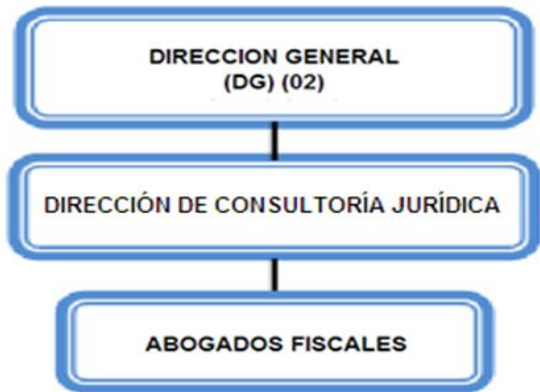 DIRECCION GENERAL
(DG) (02)
DIRECCIÓN DE CONSULTORÍA JURÍDICA
ABOGADOS FISCALES